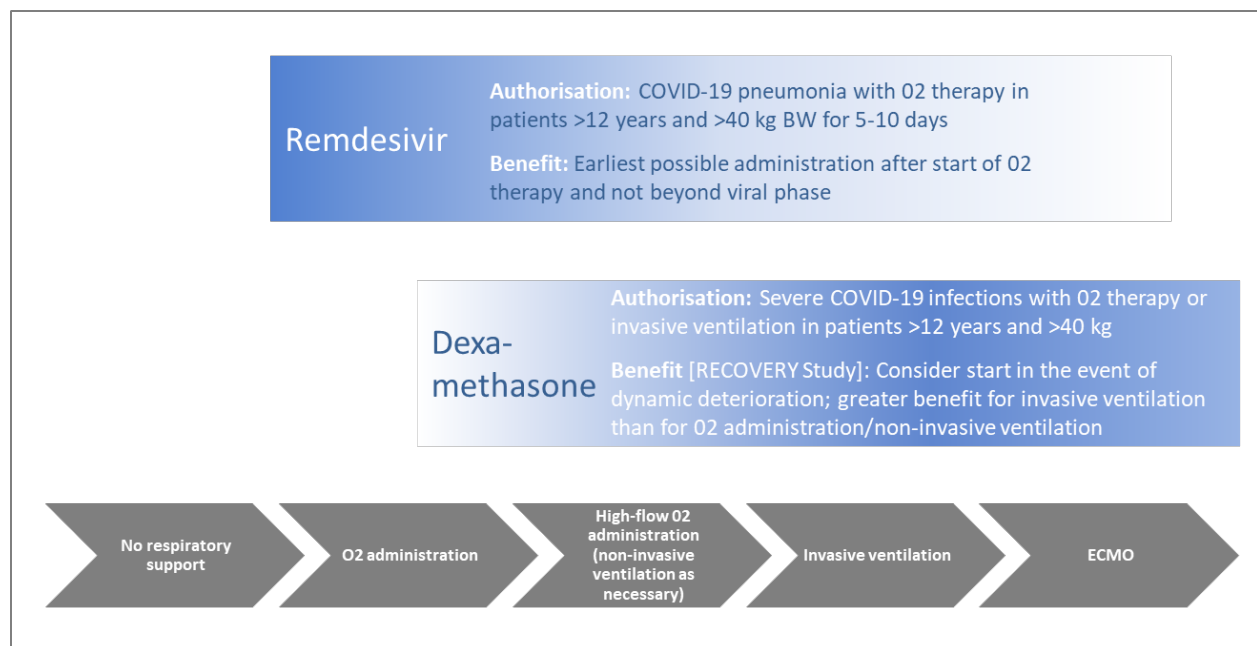 Remdesivir
Authorisation: COVID-19 pneumonia with 02 therapy in
patients >12 years and >40 kg BW for 5-10 days
Benefit: Earliest possible administration after start of 02
therapy and not beyond viral phase
Dexa-
methasone
Authorisation: Severe COVID-19 infections with 02 therapy or
invasive ventilation in patients >12 years and >40 kg
Benefit [RECOVERY Study]: Consider start in the event of
dynamic deterioration; greater benefit for invasive ventilation
than for 02 administration/non-invasive ventilation
No respiratory
support
O2 administration
High-flow 02
administration
(non-invasive
ventilation as
necessary)
Invasive ventilation
ECMO